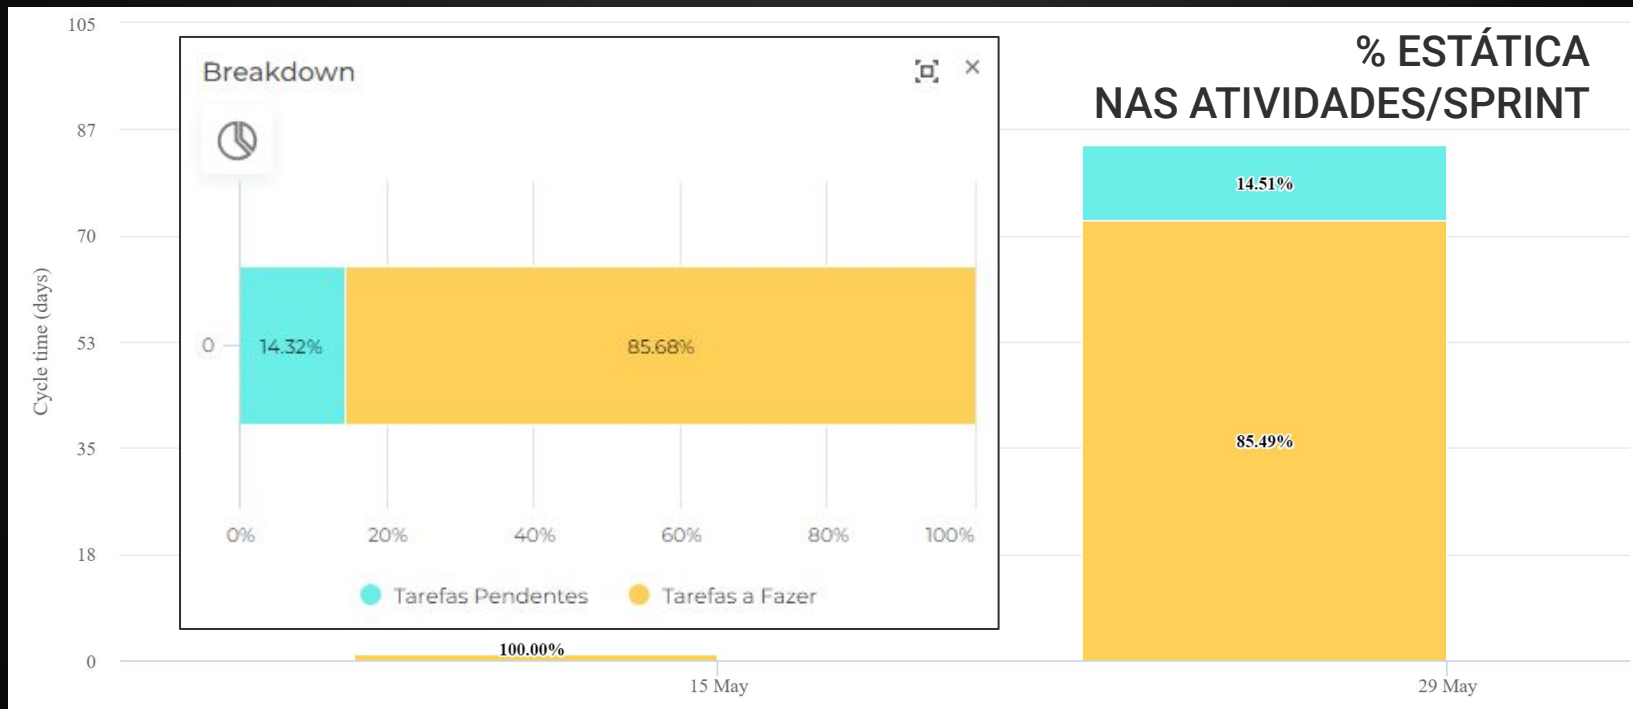 % ESTÁTICA
NAS ATIVIDADES/SPRINT
Cycle time (days)
105
87
70
53
35
18
0
Breakdown
0
14.32%
85.68%
0%
20%
40%
60%
80%
100%
Tarefas Pendentes
Tarefas a Fazer
100.00%
14.51%
85.49%
15 May
29 May